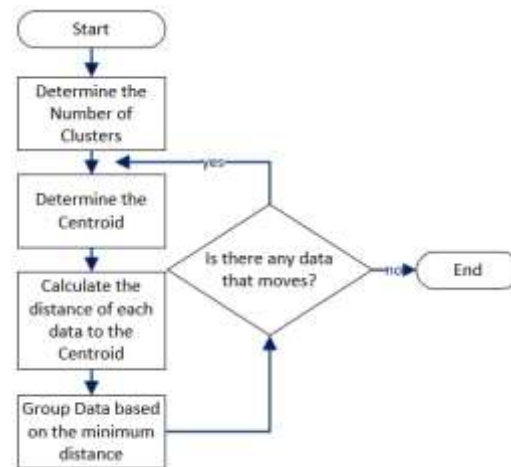 Start
Determine the
Number of
Clusters
yes
Determine the
Centroid
Is there any data
that moves?
no
End
Calculate the
distance of each
data to the
Centroid
Group Data based
on the minimum
distance